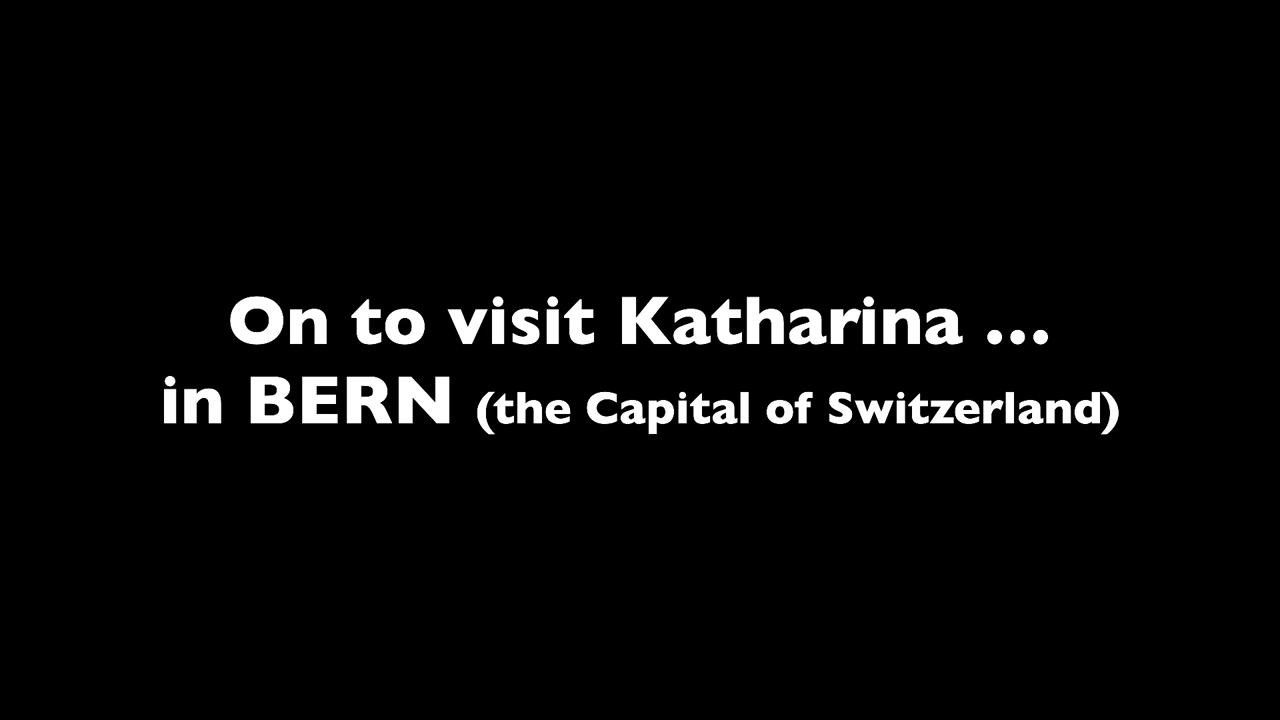 On to visit Katharina ...
in BERN (the Capital of Switzerland)